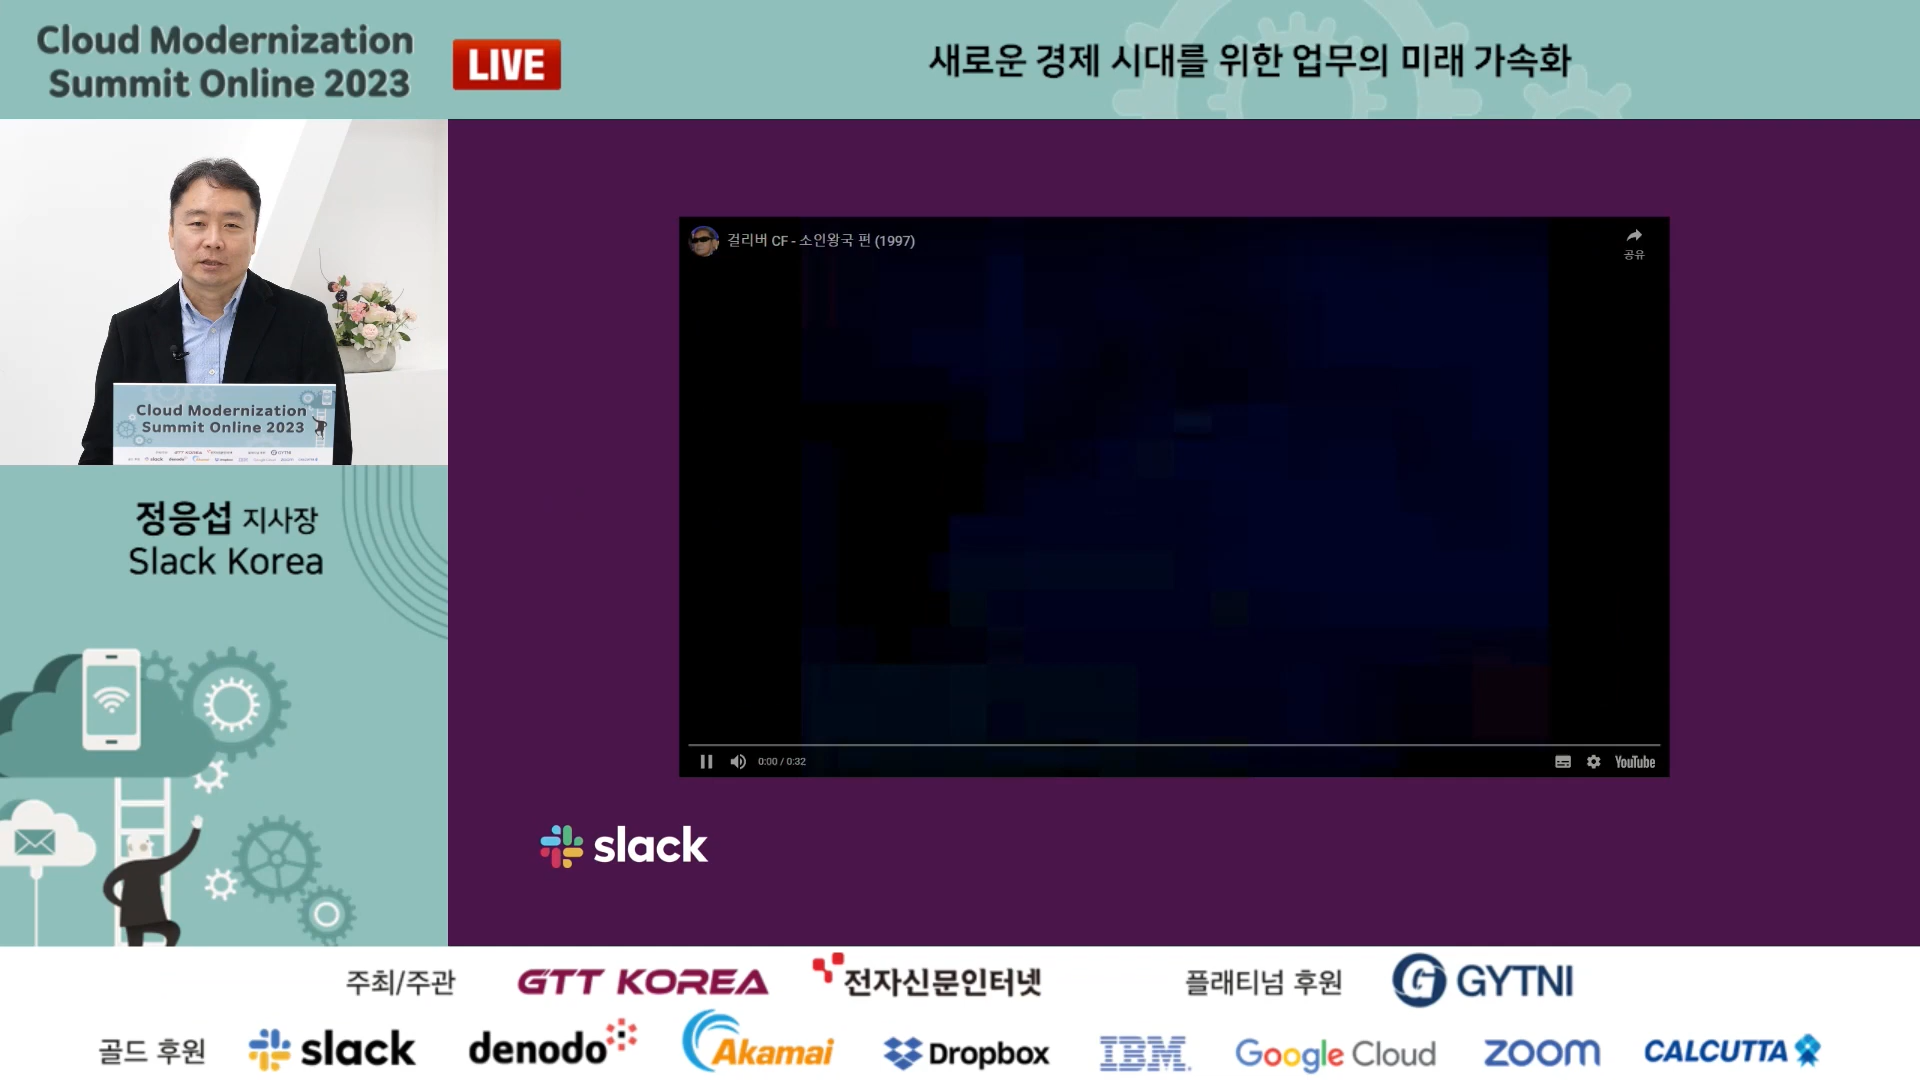 Cloud Modernization
Summit Online 2023
LIVE
새로운 경제 시대를 위한 업무의 미래 가속화
걸리버 CF - 소인왕국 편 (1997)
공유
Cloud Modernization
Summit Online 2023
정응섭 지사장
Slack Korea
0:00 / 0:32
YouTube
slack
주최/주관 GTT KOREA 전자신문인터넷 플래티넘 후원 GYTNI
골드 후원 slack denodo Akamai Dropbox IBM Google Cloud zoom CALCUTTA